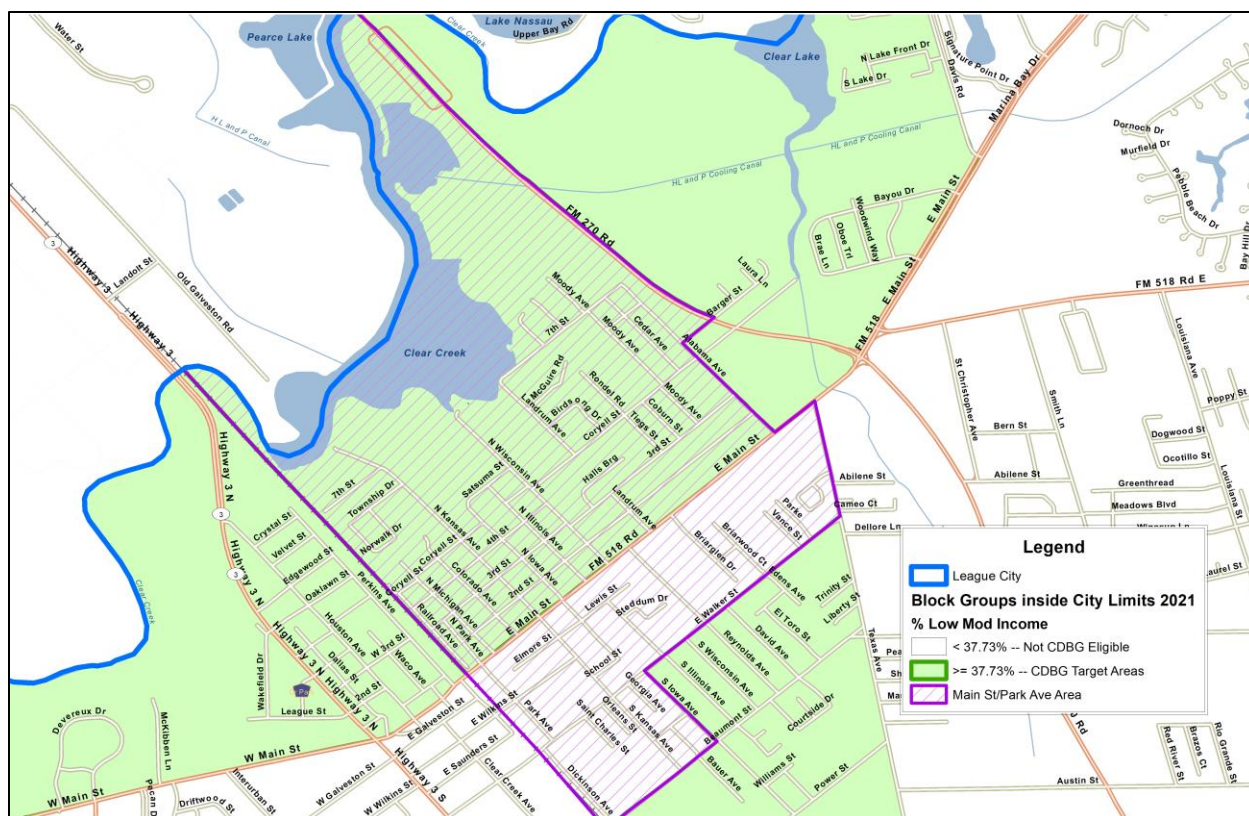 Water St
Pearce Lake
Clear Creek
Lake Nassau
Upper Bay Rd
Clear Lake
N Lake Front Dr
S Lake Dr
Signature Point Dr
Davis Rd
Marina Bay Dr
Dornoch Dr
Murfield Dr
Pebble Beach Dr
Bay Hill Dr
H L and P Canal
HL and P Cooling Canal
HL and P Cooling Canal
FM 270 Rd
Bayou Dr
Woodwind Way
Oboe Trl
Brae Ln
E Main St
E Main St
FM 518
FM 518 Rd E
Highway 3
3
Landolt St
Old Galveston Rd
Highway 3
Highway 3
Laura Ln
Barger St
Moody Ave
7th St
Moody Ave
Cedar Ave
Alabama Ave
Clear Creek
McGuire Rd
Rondel Rd
Birdsong Dr
Landrum Ave
Coryell St
Tiegs St
Coburn St
Moody Ave
3rd St
E Main St
St Christopher Ave
Smith Ln
Louisiana Ave
Poppy St
Bern St
Dogwood St
Ocotillo St
Louisiana St
Abilene St
Abilene St
Greenthread
Meadows Blvd
Cameo Ct
Dellore Ln
Highway 3 N
N Wisconsin Ave
Satsuma St
Halls Brg
Landrum Ave
7th St
Township Dr
Norwalk Dr
N Kansas Ave
N Illinois Ave
4th St
Coryell St
Coryell St
3rd St
N Iowa Ave
2nd St
Colorado Ave
N Michigan Ave
N Park Ave
Railroad Ave
FM 518 Rd
E Main St
Parke
Vance St
Briarwood Ct
Briarglen Dr
Crystal St
Velvet St
Edgewood St
Oaklawn St
Perkins Ave
3
Highway 3 N
Highway 3 N
Highway 3 N
Houston Ave
Dallas St
W 3rd St
2nd St
Waco Ave
Wakefield Dr
League St
Clear Creek
Lewis St
Steddum Dr
Elmore St
School St
E Walker St
Edens Ave
El Toro St
Trinity St
Liberty St
David Ave
Reynolds Ave
S Wisconsin Ave
S Illinois Ave
S Iowa Ave
Texas Ave
Georgia Ave
Orleans St
S Kansas Ave
Saint Charles St
Park Ave
E Wilkins St
E Galveston St
E Saunders St
Clear Creek Ave
Dickinson Ave
Beaumont St
Bauer Ave
Courtside Dr
Williams St
Power St
Devereux Dr
McKibben Ln
W Main St
W Main St
Interurban St
Driftwood St
W Galveston St
W Wilkins St
Highway 3 S
Austin St
Red River St
Brazos Ct
Rio Grande St
Legend
League City
Block Groups inside City Limits 2021
% Low Mod Income
< 37.73% -- Not CDBG Eligible
>= 37.73% -- CDBG Target Areas
Main St/Park Ave Area